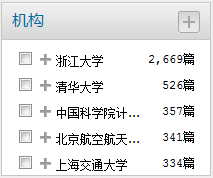 机构
浙江大学 2,669篇
清华大学 526篇
中国科学院计... 357篇
北京航空航天... 341篇
上海交通大学 334篇